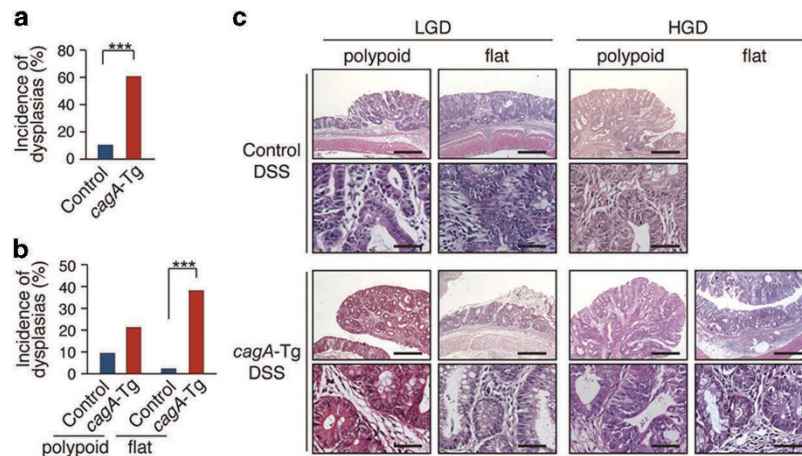 a
***
Incidence of
dysplasias (%)
80
60
40
20
0
Control
cagA-Tg
b
***
Incidence of
dysplasias (%)
50
40
30
20
10
0
Control
cagA-Tg
Control
cagA-Tg
polypoid
flat
c
LGD
HGD
polypoid
flat
polypoid
flat
Control
DSS
cagA-Tg
DSS